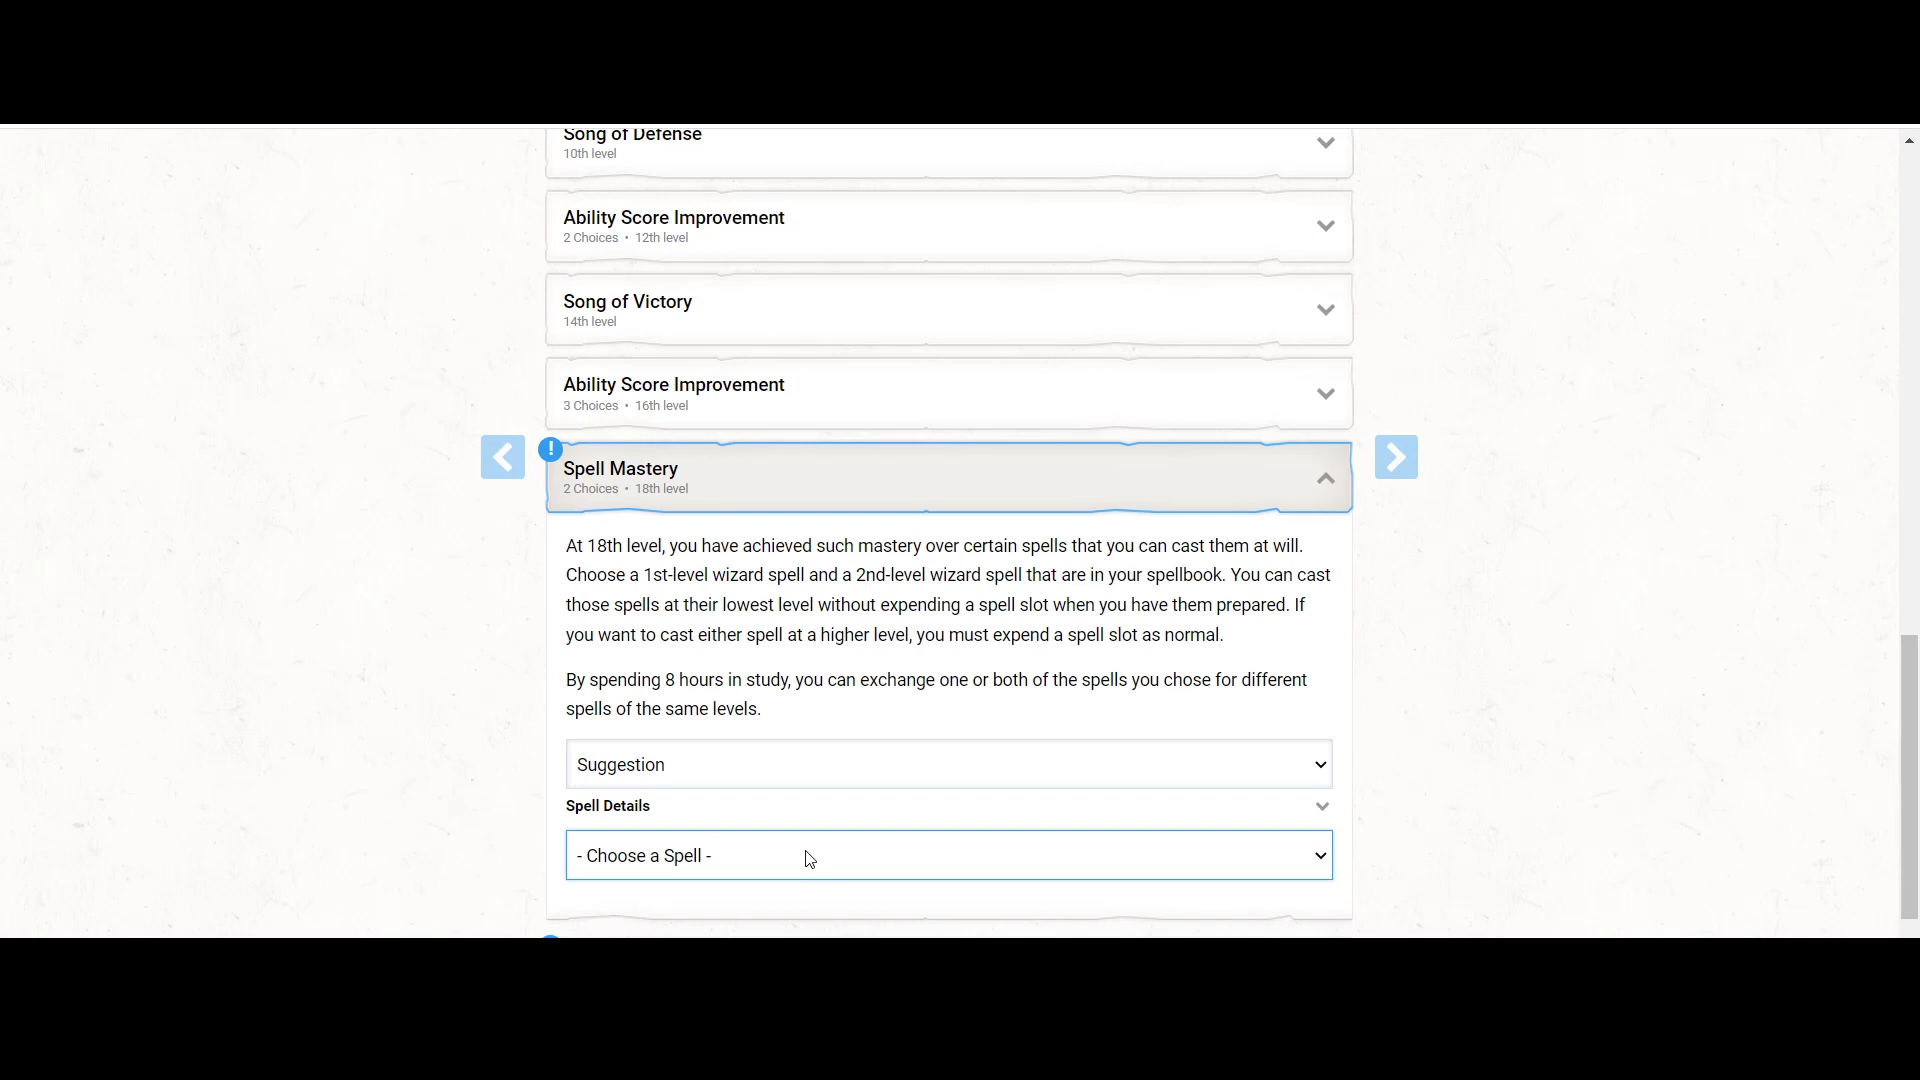 Song of Defense
10th level
Ability Score Improvement
2 Choices • 12th level
Song of Victory
14th level
Ability Score Improvement
3 Choices • 16th level
!
Spell Mastery
2 Choices • 18th level
At 18th level, you have achieved such mastery over certain spells that you can cast them at will.
Choose a 1st-level wizard spell and a 2nd-level wizard spell that are in your spellbook. You can cast
those spells at their lowest level without expending a spell slot when you have them prepared. If
you want to cast either spell at a higher level, you must expend a spell slot as normal.
By spending 8 hours in study, you can exchange one or both of the spells you chose for different
spells of the same levels.
Suggestion
Spell Details
- Choose a Spell -